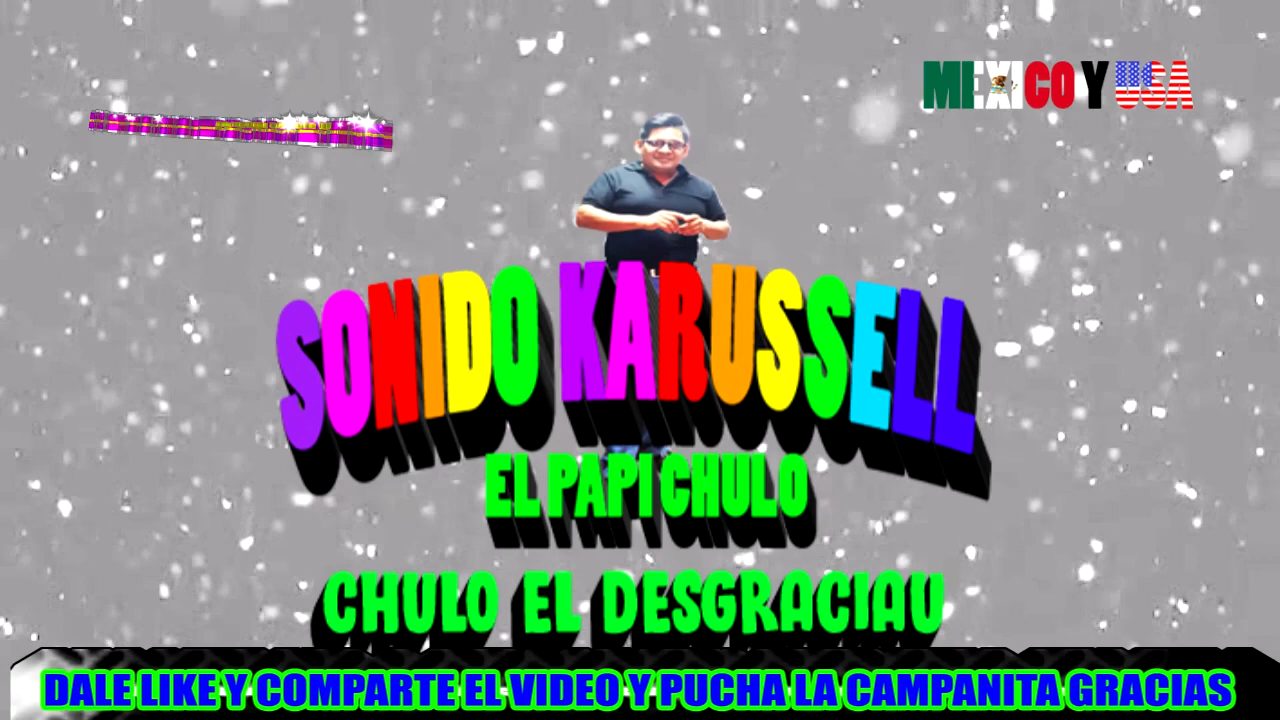 MEXICO Y USA
SONIDO KARUSSELL
EL PAPI CHULO
CHULO EL DESGRACIAU
DALE LIKE Y COMPARTE EL VIDEO Y PUCHA LA CAMPANITA GRACIAS